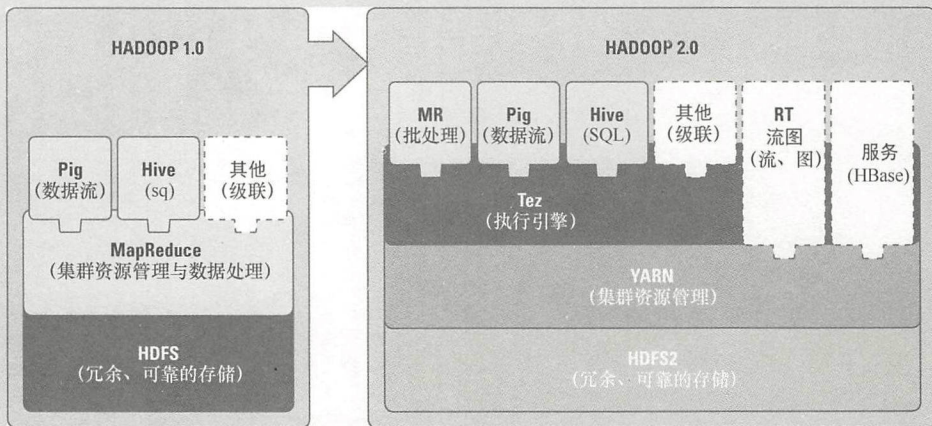 HADOOP 1.0
Pig
(数据流)
Hive
(sq)
其他
(级联)
MapReduce
(集群资源管理与数据处理)
HDFS
(冗余、可靠的存储)
HADOOP 2.0
MR
(批处理)
Pig
(数据流)
Hive
(SQL)
其他
(级联)
RT
流图
(流、图)
服务
(HBase)
Tez
(执行引擎)
YARN
(集群资源管理)
HDFS2
(冗余、可靠的存储)